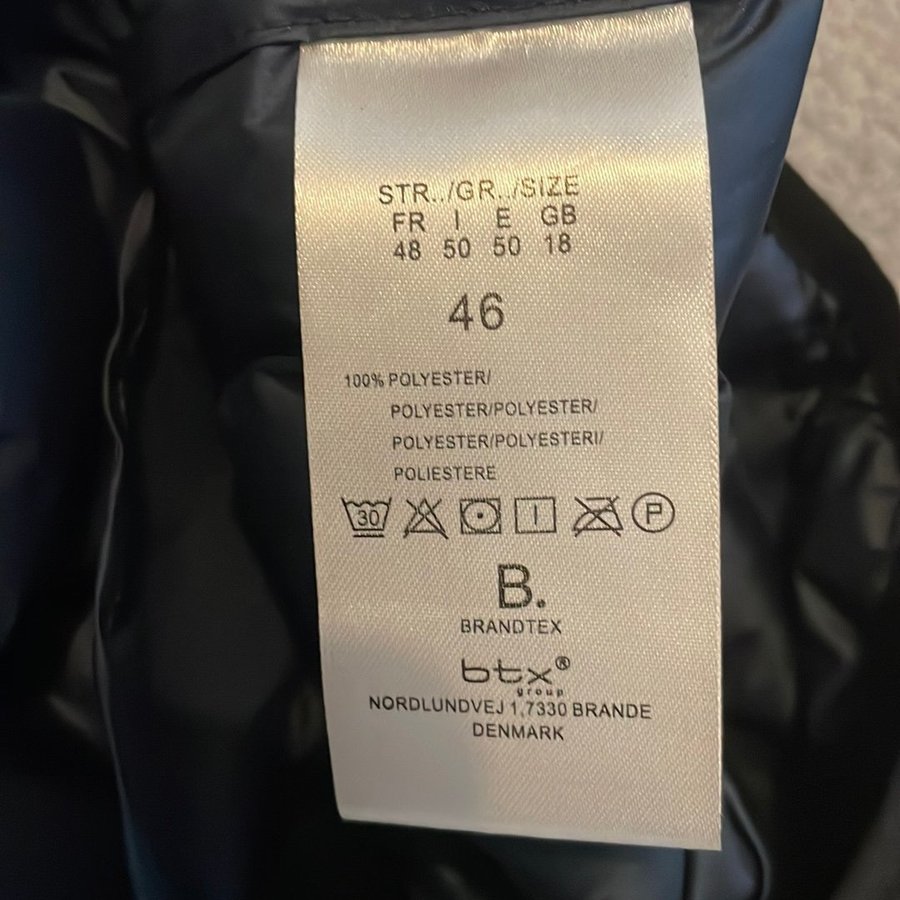 STR../GR../SIZE
FR I E GB
48 50 50 18
46
100% POLYESTER/
POLYESTER/POLYESTER/
POLYESTER/POLYESTERI/
POLIESTERE
30 P
B.
BRANDTEX
btx®
group
NORDLUNDVEJ 1,7330 BRANDE
DENMARK